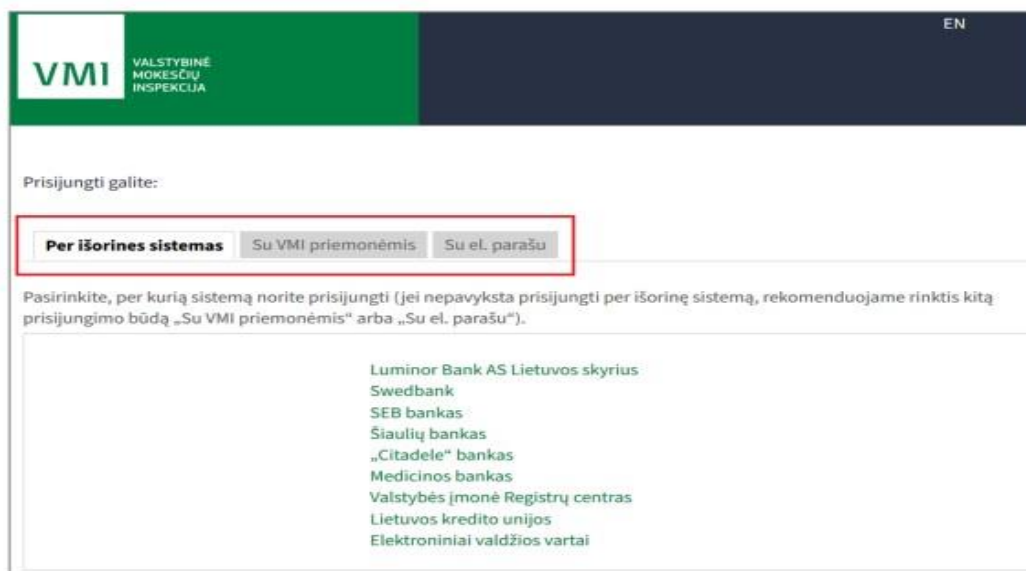 EN
VMI
VALSTYBINĖ
MOKESČIŲ
INSPEKCIJA
Prisijungti galite:
Per išorines sistemas Su VMI priemonėmis Su el. parašu
Pasirinkite, per kurią sistemą norite prisijungti (jei nepavyksta prisijungti per išorinę sistemą, rekomenduojame rinktis kitą
prisijungimo būdą „Su VMI priemonėmis“ arba „Su el. parašu“).
Luminor Bank AS Lietuvos skyrius
Swedbank
SEB bankas
Šiaulių bankas
„Citadele“ bankas
Medicinos bankas
Valstybės įmonė Registrų centras
Lietuvos kredito unijos
Elektroniniai valdžios vartai